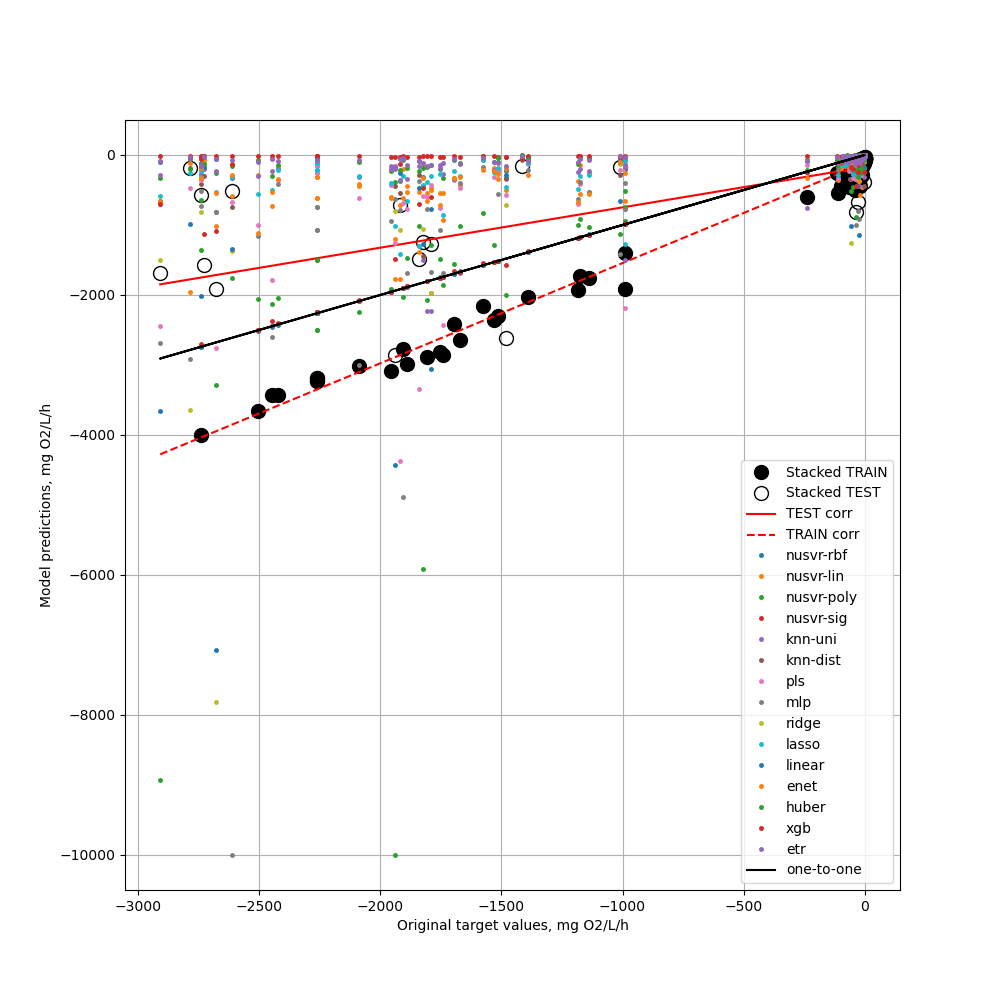 0
−2000
−4000
−6000
−8000
−10000
Model predictions, mg O2/L/h
Stacked TRAIN
Stacked TEST
TEST corr
TRAIN corr
nusvr-rbf
nusvr-lin
nusvr-poly
nusvr-sig
knn-uni
knn-dist
pls
mlp
ridge
lasso
linear
enet
huber
xgb
etr
one-to-one
−3000 −2500 −2000 −1500 −1000 −500 0
Original target values, mg O2/L/h